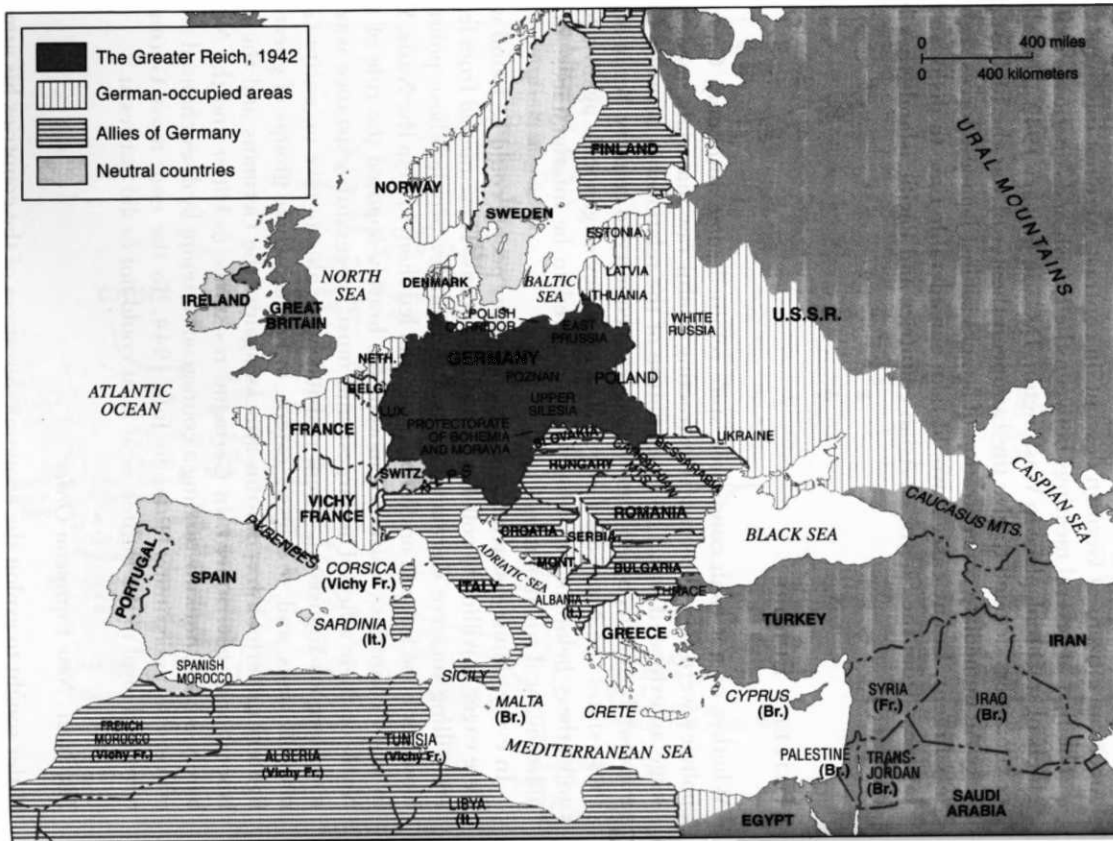 The Greater Reich, 1942
German-occupied areas
Allies of Germany
Neutral countries
0 400 miles
0 400 kilometers
URAL MOUNTAINS
FINLAND
NORWAY
SWEDEN
ESTONIA
NORTH
SEA
BALTIC
SEA
LATVIA
DENMARK
LITHUANIA
IRELAND
GREAT
BRITAIN
POLISH
CORRIDOR
EAST
PRUSSIA
WHITE
RUSSIA
U.S.S.R.
NETH.
GERMANY
POZNAN
POLAND
ATLANTIC
OCEAN
BELG.
LUX.
UPPER
SILESIA
PROTECTORATE
OF BOHEMIA
AND MORAVIA
FRANCE
SLOVAKIA
UKRAINE
SWITZ.
ALPS
HUNGARY
CARPATHIAN
MTS.
BESSARABIA
CASPIAN SEA
VICHY
FRANCE
CROATIA
ROMANIA
CAUCASUS MTS.
PYRENEES
SERBIA
BLACK SEA
ADRIATIC SEA
MONT.
BULGARIA
PORTUGAL
SPAIN
CORSICA
(Vichy Fr.)
ITALY
ALBANIA
(It.)
THRACE
SARDINIA
(It.)
GREECE
TURKEY
IRAN
SPANISH
MOROCCO
SICILY
MALTA
(Br.)
CRETE
CYPRUS
(Br.)
SYRIA
(Fr.)
IRAQ
(Br.)
FRENCH
MOROCCO
(Vichy Fr.)
ALGERIA
(Vichy Fr.)
TUNISIA
(Vichy Fr.)
MEDITERRANEAN SEA
PALESTINE
(Br.)
TRANS-
JORDAN
(Br.)
LIBYA
(It.)
EGYPT
SAUDI
ARABIA